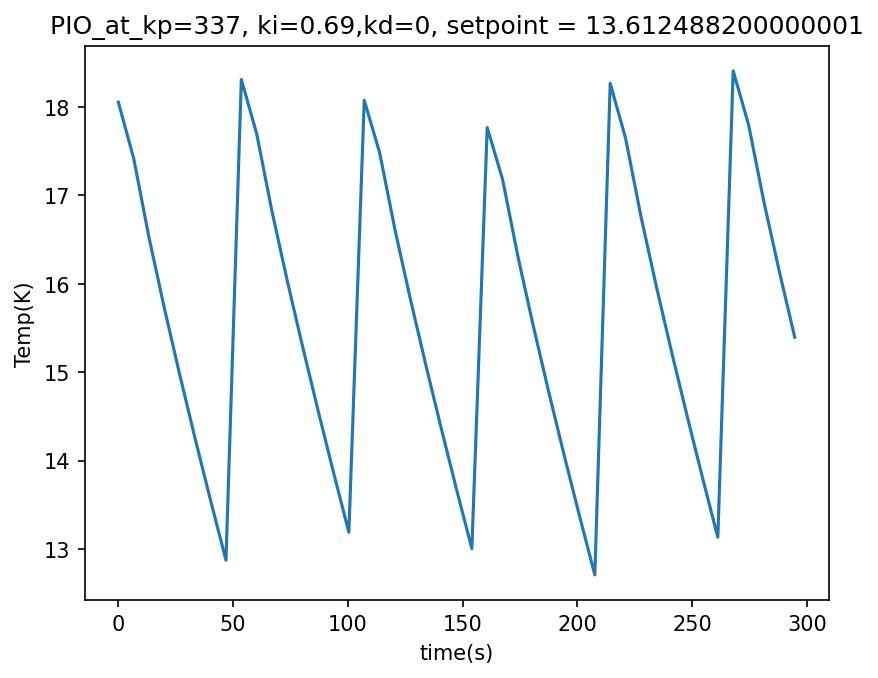 PIO_at_kp=337, ki=0.69,kd=0, setpoint = 13.612488200000001
18
17
16
15
14
13
Temp(K)
0 50 100 150 200 250 300
time(s)